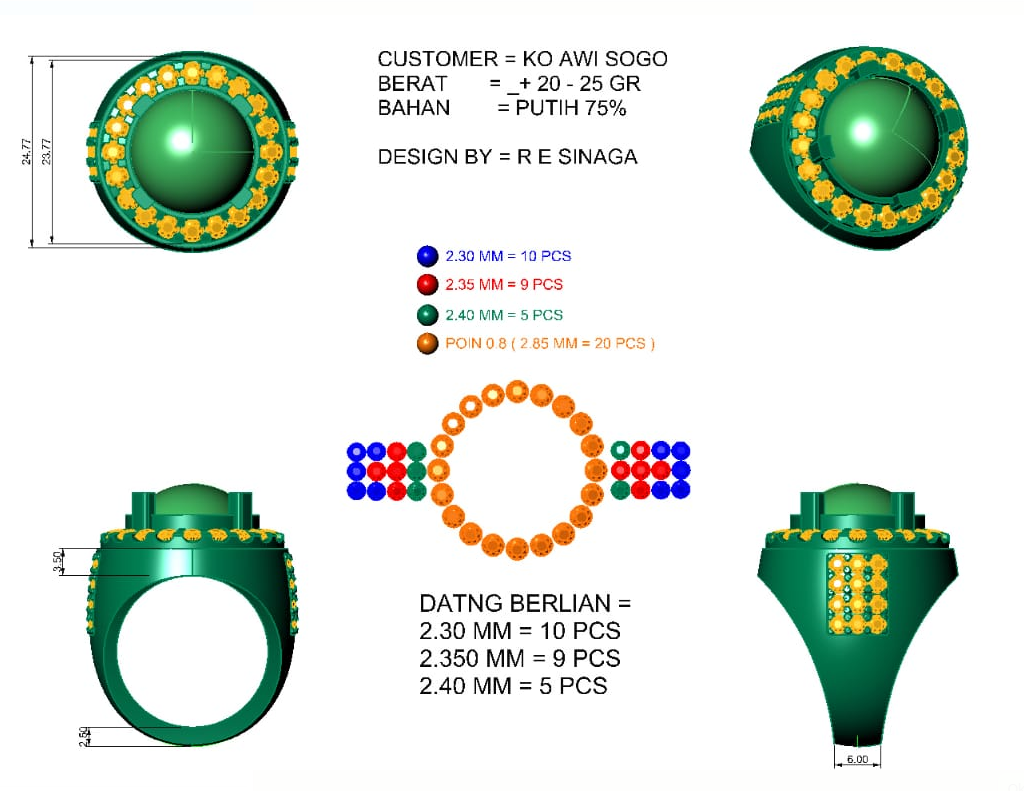 CUSTOMER = KO AWI SOGO
BERAT = _+ 20 - 25 GR
BAHAN = PUTIH 75%
DESIGN BY = R E SINAGA
24.77
23.77
2.30 MM = 10 PCS
2.35 MM = 9 PCS
2.40 MM = 5 PCS
POIN 0.8 ( 2.85 MM = 20 PCS )
3.50
2.50
DATNG BERLIAN =
2.30 MM = 10 PCS
2.350 MM = 9 PCS
2.40 MM = 5 PCS
6.00